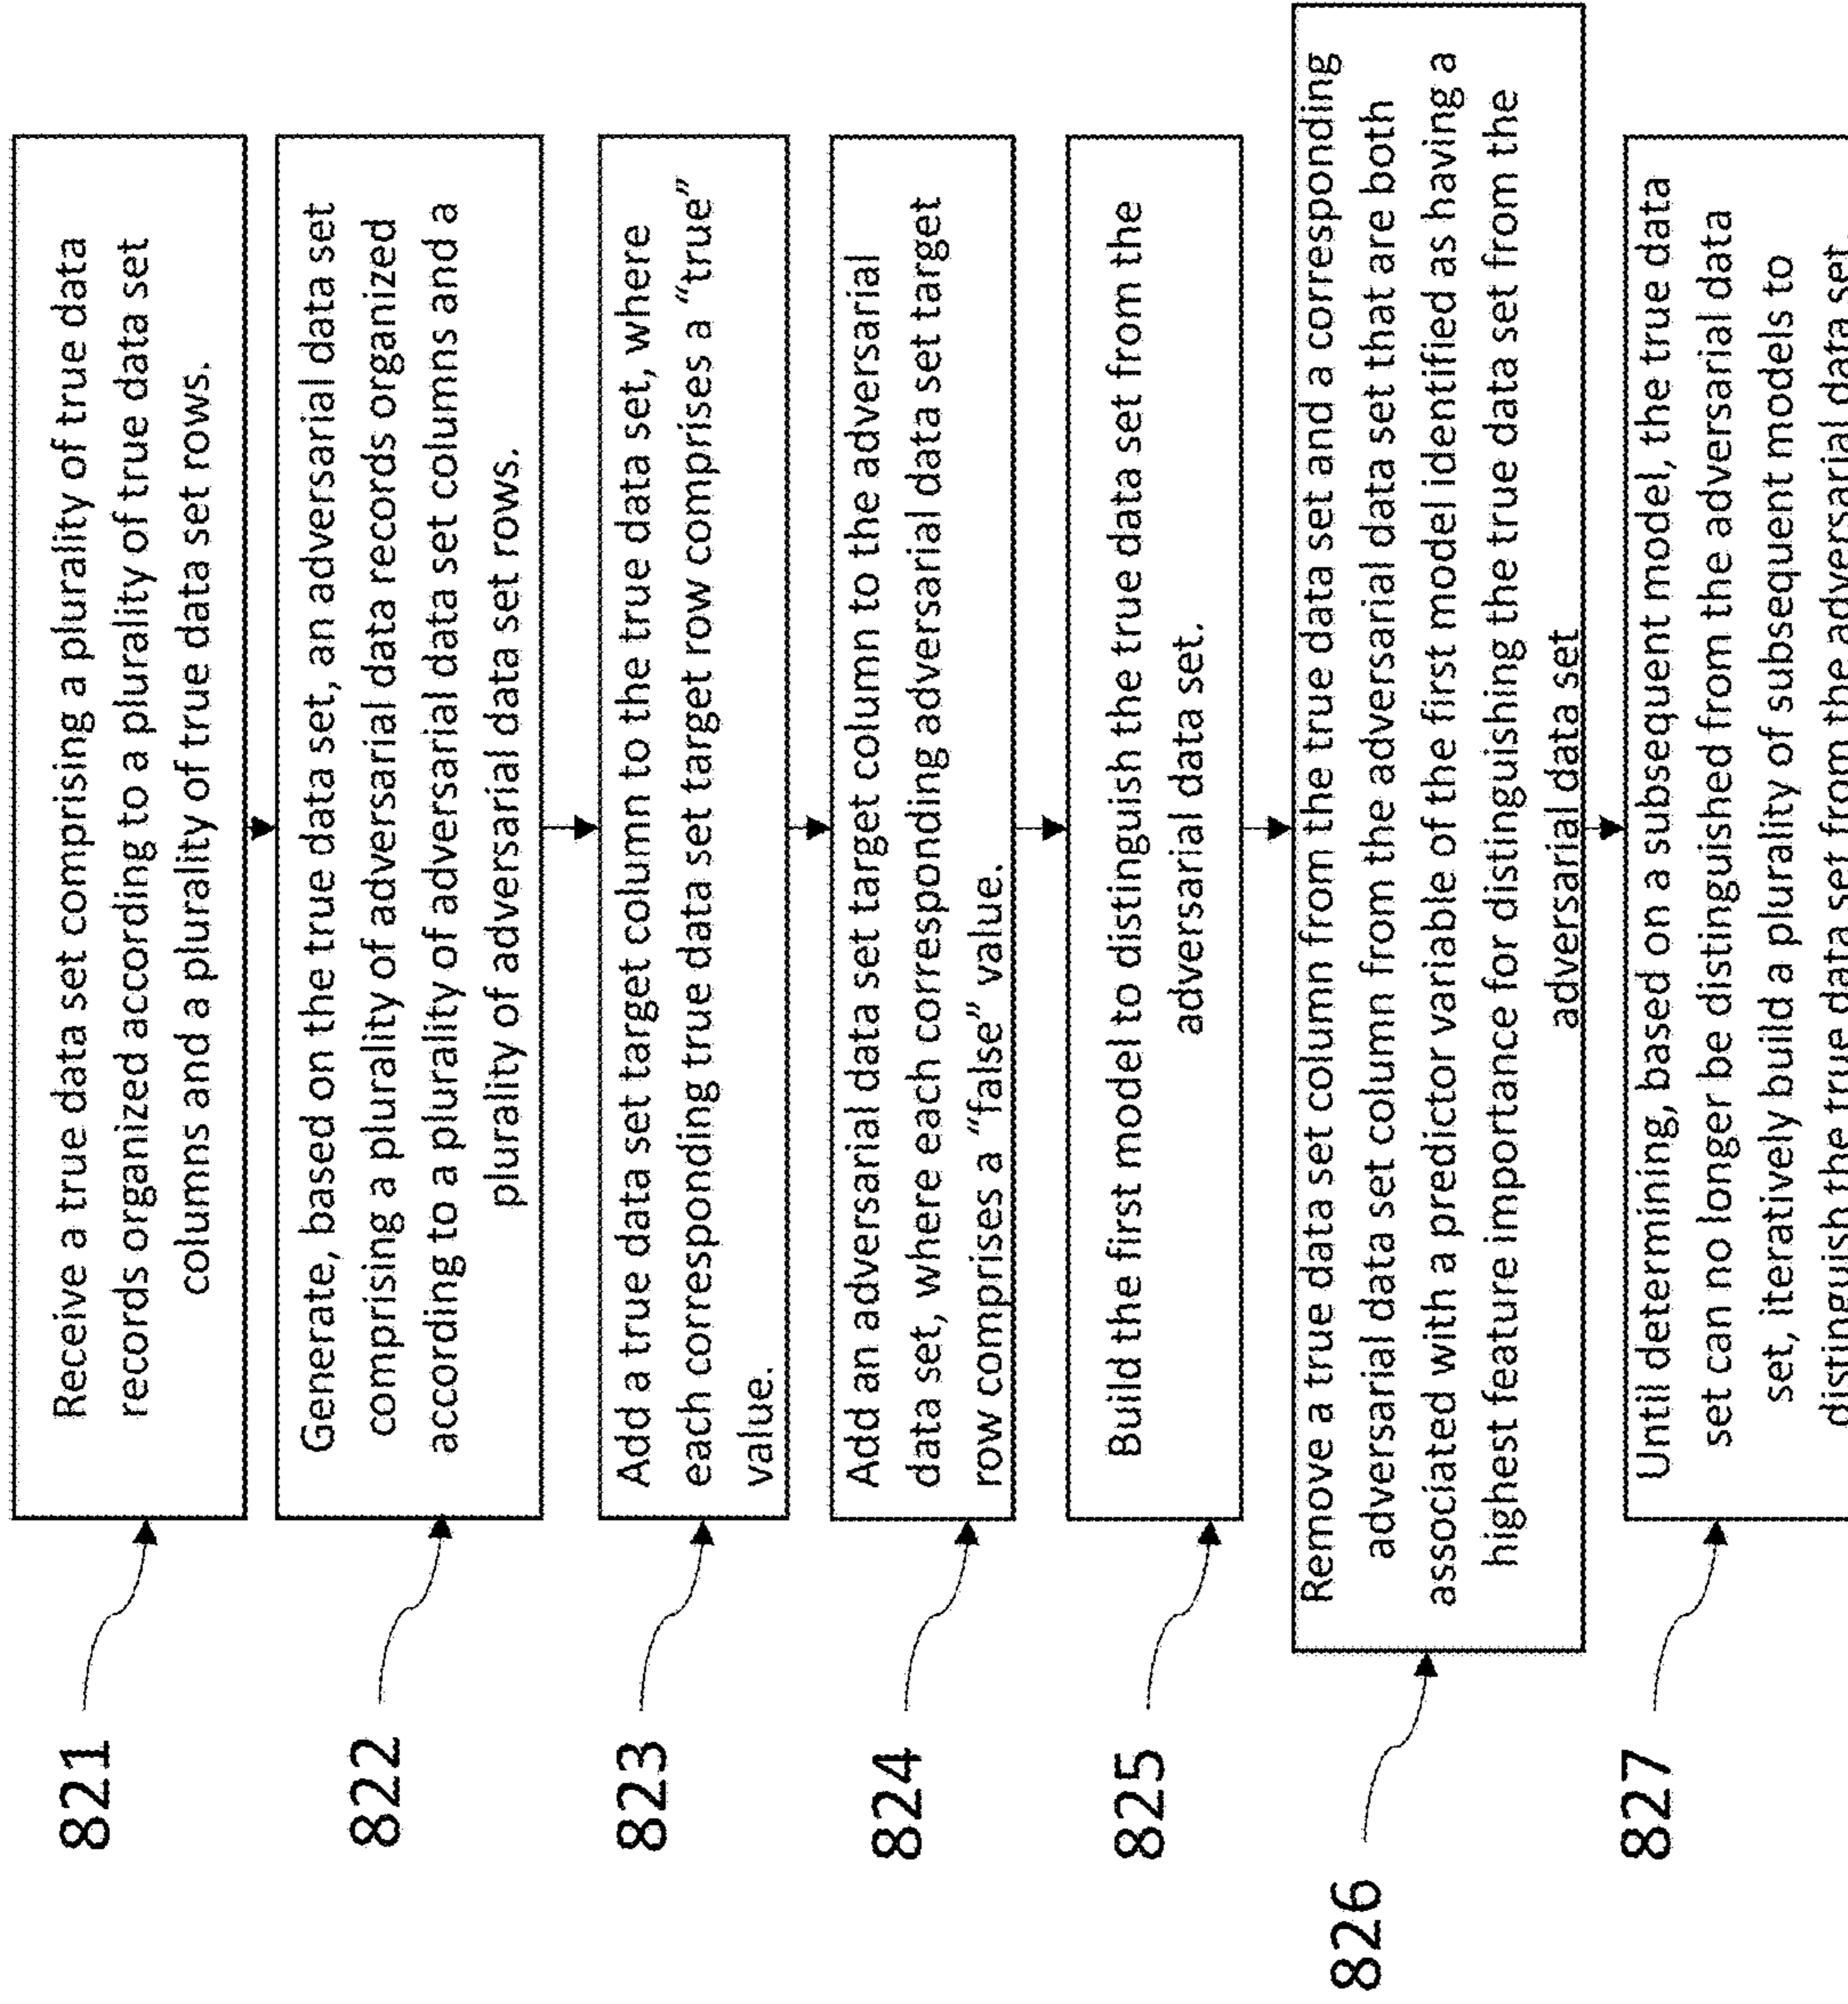 821
Receive a true data set comprising a plurality of true data
records organized according to a plurality of true data set
columns and a plurality of true data set rows.
822
Generate, based on the true data set, an adversarial data set
comprising a plurality of adversarial data records organized
according to a plurality of adversarial data set columns and a
plurality of adversarial data set rows.
823
Add a true data set target column to the true data set, where
each corresponding true data set target row comprises a “true”
value.
824
Add an adversarial data set target column to the adversarial
data set, where each corresponding adversarial data set target
row comprises a “false” value.
825
Build the first model to distinguish the true data set from the
adversarial data set.
826
Remove a true data set column from the true data set and a corresponding
adversarial data set column from the adversarial data set that are both
associated with a predictor variable of the first model identified as having a
highest feature importance for distinguishing the true data set from the
adversarial data set
827
Until determining, based on a subsequent model, the true data
set can no longer be distinguished from the adversarial data
set, iteratively build a plurality of subsequent models to
distinguish the true data set from the adversarial data set.